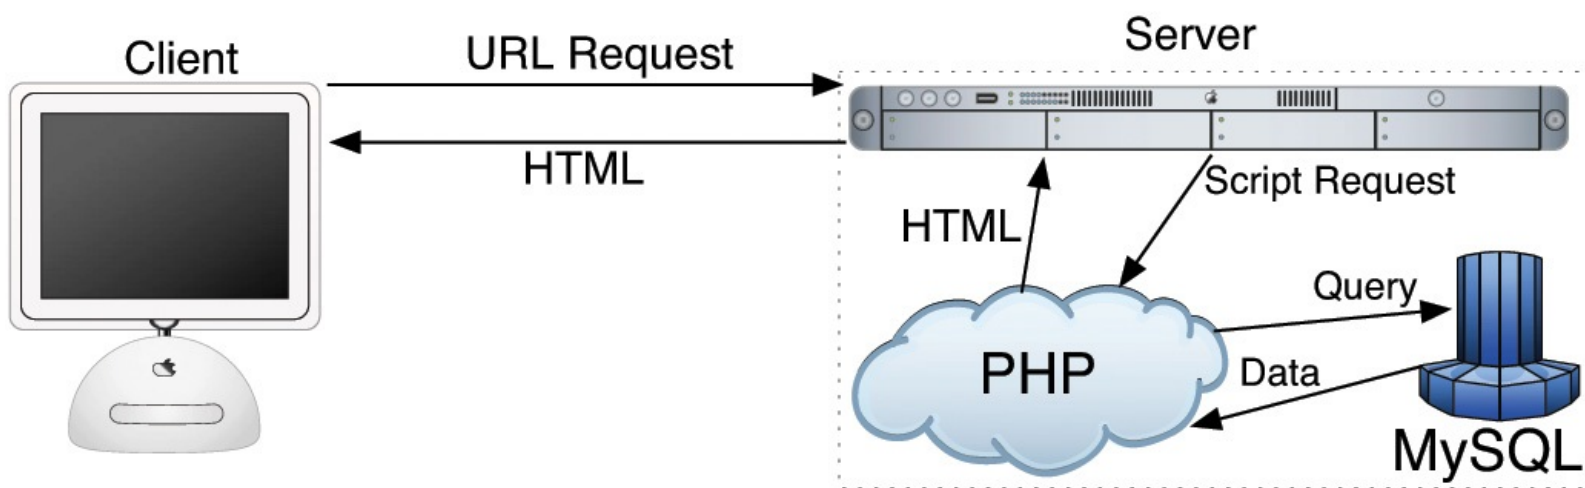 Client
URL Request
Server
HTML
Script Request
HTML
Query
PHP
Data
MySQL